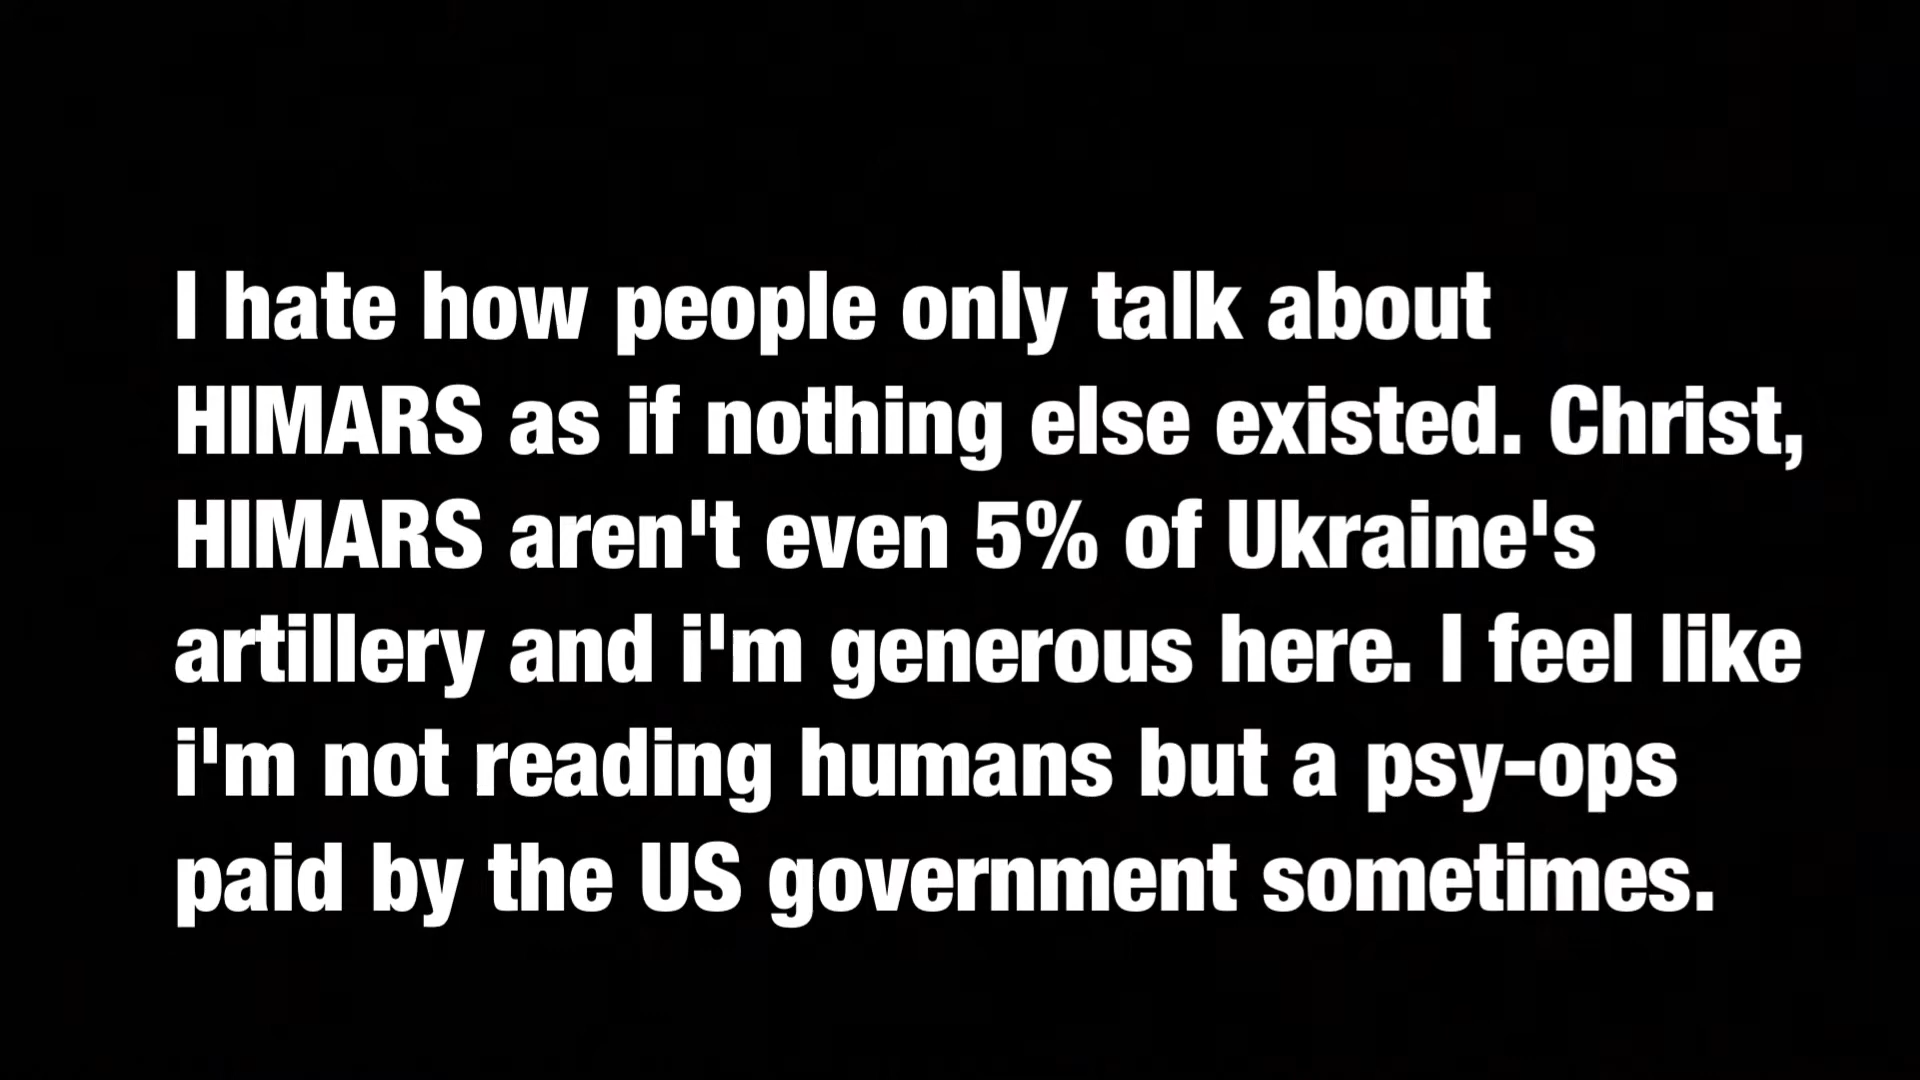 I hate how people only talk about
HIMARS as if nothing else existed. Christ,
HIMARS aren't even 5% of Ukraine's
artillery and i'm generous here. I feel like
i'm not reading humans but a psy-ops
paid by the US government sometimes.